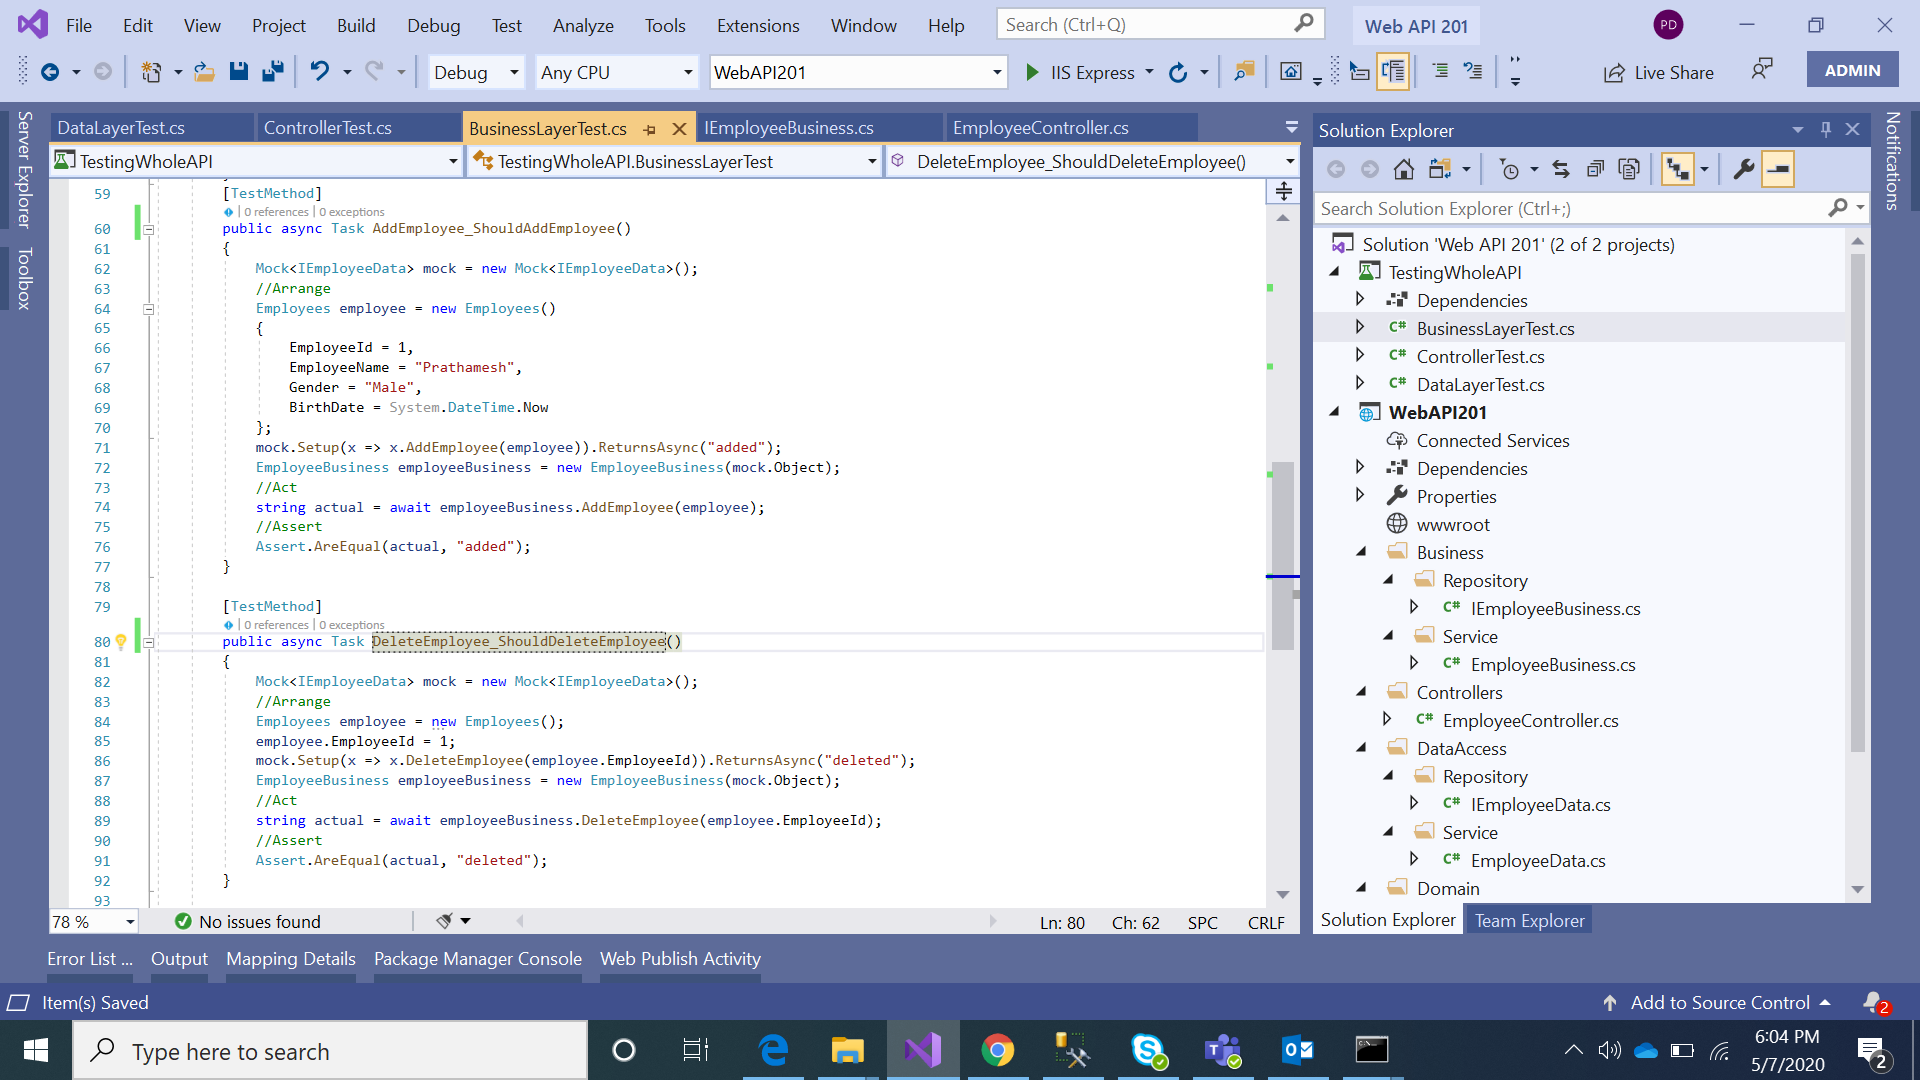 File Edit View Project Build Debug Test Analyze Tools Extensions Window Help Search (Ctrl+Q) Web API 201 PD
Debug Any CPU WebAPI201 IIS Express Live Share ADMIN
Server Explorer
Toolbox
DataLayerTest.cs ControllerTest.cs BusinessLayerTest.cs IEmployeeBusiness.cs EmployeeController.cs
TestingWholeAPI TestingWholeAPI.BusinessLayerTest DeleteEmployee_ShouldDeleteEmployee()
59 [TestMethod]
0 references | 0 exceptions
60 public async Task AddEmployee_ShouldAddEmployee()
61 {
62 Mock<IEmployeeData> mock = new Mock<IEmployeeData>();
63 //Arrange
64 Employees employee = new Employees()
65 {
66 EmployeeId = 1,
67 EmployeeName = "Prathamesh",
68 Gender = "Male",
69 BirthDate = System.DateTime.Now
70 };
71 mock.Setup(x => x.AddEmployee(employee)).ReturnsAsync("added");
72 EmployeeBusiness employeeBusiness = new EmployeeBusiness(mock.Object);
73 //Act
74 string actual = await employeeBusiness.AddEmployee(employee);
75 //Assert
76 Assert.AreEqual(actual, "added");
77 }
78
79 [TestMethod]
0 references | 0 exceptions
80 public async Task DeleteEmployee_ShouldDeleteEmployee()
81 {
82 Mock<IEmployeeData> mock = new Mock<IEmployeeData>();
83 //Arrange
84 Employees employee = new Employees();
85 employee.EmployeeId = 1;
86 mock.Setup(x => x.DeleteEmployee(employee.EmployeeId)).ReturnsAsync("deleted");
87 EmployeeBusiness employeeBusiness = new EmployeeBusiness(mock.Object);
88 //Act
89 string actual = await employeeBusiness.DeleteEmployee(employee.EmployeeId);
90 //Assert
91 Assert.AreEqual(actual, "deleted");
92 }
93
78 % No issues found Ln: 80 Ch: 62 SPC CRLF
Solution Explorer
Search Solution Explorer (Ctrl+;)
Solution 'Web API 201' (2 of 2 projects)
TestingWholeAPI
Dependencies
C# BusinessLayerTest.cs
C# ControllerTest.cs
C# DataLayerTest.cs
WebAPI201
Connected Services
Dependencies
Properties
wwwroot
Business
Repository
C# IEmployeeBusiness.cs
Service
C# EmployeeBusiness.cs
Controllers
C# EmployeeController.cs
DataAccess
Repository
C# IEmployeeData.cs
Service
C# EmployeeData.cs
Domain
Solution Explorer Team Explorer
Notifications
Error List ... Output Mapping Details Package Manager Console Web Publish Activity
Item(s) Saved Add to Source Control 2
Type here to search
6:04 PM
5/7/2020
2